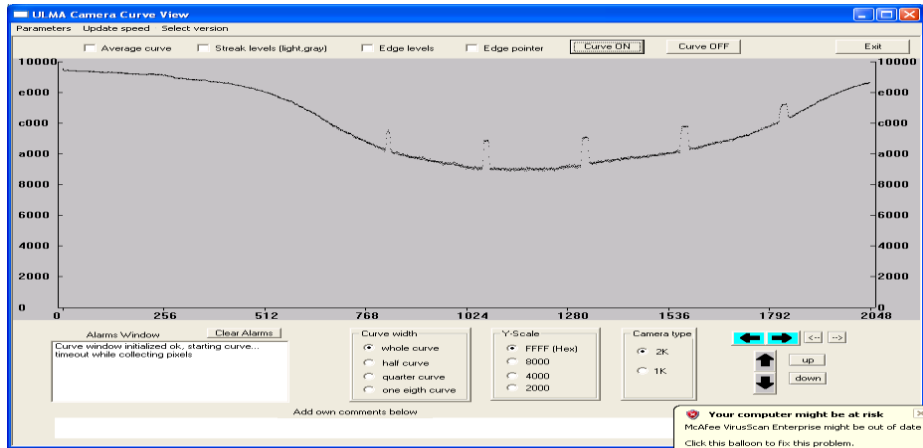 ULMA Camera Curve View
Parameters Update speed Select version
Average curve Streak levels (light,gray) Edge levels Edge pointer Curve ON Curve OFF Exit
10000 10000
e000 e000
c000 c000
a000 a000
8000 8000
6000 6000
4000 4000
2000 2000
0 0
0 256 512 768 1024 1280 1536 1792 2048
Alarms Window Clear Alarms
Curve window initialized ok, starting curve...
timeout while collecting pixels
Curve width
whole curve
half curve
quarter curve
one eigth curve
Y-Scale
FFFF (Hex)
8000
4000
2000
Camera type
2K
1K
<-- -->
up
down
Add own comments below
Your computer might be at risk
McAfee VirusScan Enterprise might be out of date
Click this balloon to fix this problem.